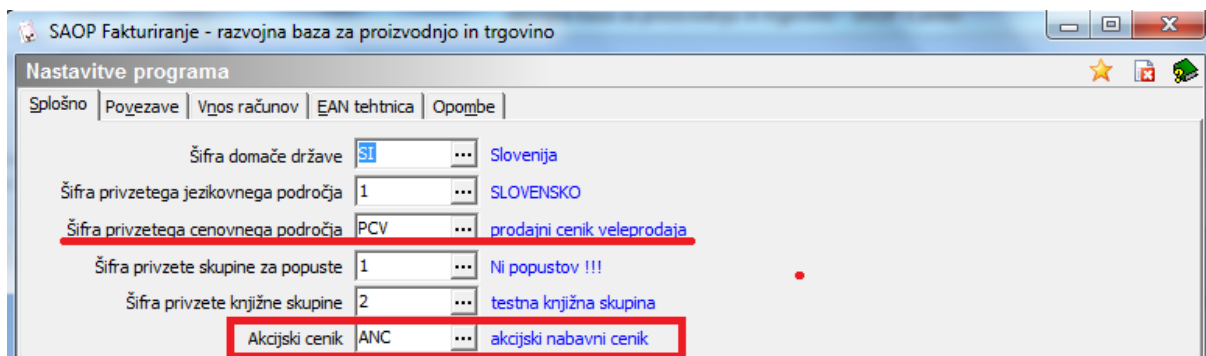 SAOP Fakturiranje - razvojna baza za proizvodnjo in trgovino
Nastavitve programa
Splošno Povezave Vnos računov EAN tehtnica Opombe
Šifra domače države SI ... Slovenija
Šifra privzetega jezikovnega področja 1 ... SLOVENSKO
Šifra privzetega cenovnega področja PCV ... prodajni cenik veleprodaja
Šifra privzete skupine za popuste 1 ... Ni popustov !!!
Šifra privzete knjižne skupine 2 ... testna knjižna skupina
Akcijski cenik ANC ... akcijski nabavni cenik